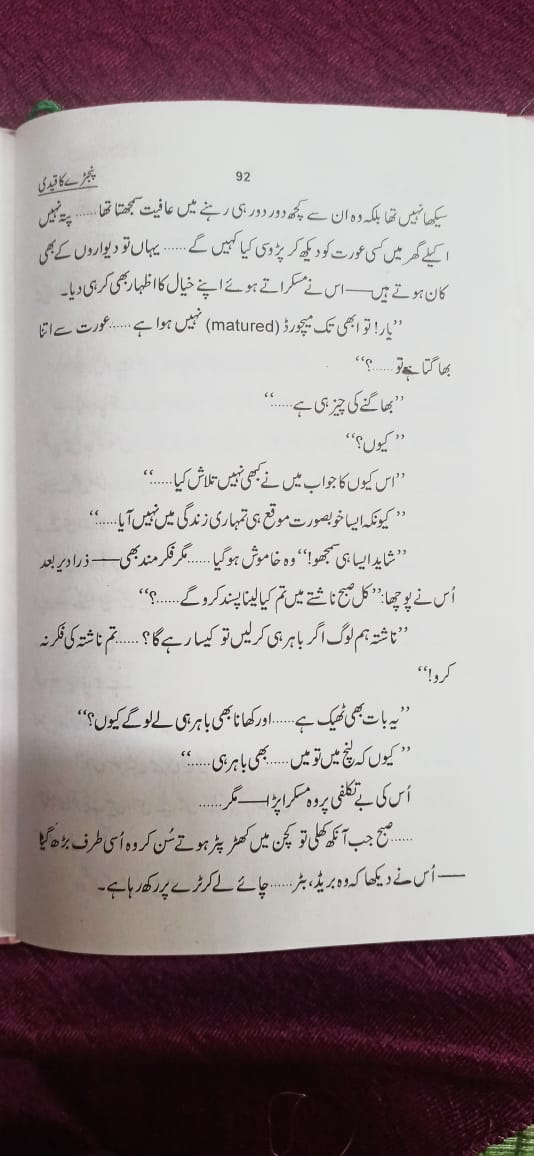 پنجرے کا قیدی
92
سیکھا نہیں تھا بلکہ وہ ان سے کچھ دور دور ہی رہنے میں عافیت سمجھتا تھا...... پتہ نہیں
اکیلے گھر میں کسی عورت کو دیکھ کر پڑوسی کیا کہیں گے...... یہاں تو دیواروں کے بھی
کان ہوتے ہیں—— اس نے مسکراتے ہوئے اپنے خیال کا اظہار بھی کر ہی دیا۔
’’یار! تو ابھی تک میچورڈ (matured) نہیں ہوا ہے......عورت سے اتنا
بھاگتا ہے تو......؟‘‘
’’بھاگنے کی چیز ہی ہے......‘‘
’’کیوں؟‘‘
’’اس کیوں کا جواب میں نے کبھی نہیں تلاش کیا......‘‘
’’کیونکہ ایسا خوبصورت موقع ہی تمہاری زندگی میں نہیں آیا......‘‘
’’شاید ایسا ہی سمجھو!‘‘ وہ خاموش ہو گیا......مگر فکر مند بھی—— ذرا دیر بعد
اُس نے پوچھا:’’کل صبح ناشتے میں تم کیا لینا پسند کرو گے......؟‘‘
’’ناشتہ ہم لوگ اگر باہر ہی کر لیں تو کیسا رہے گا؟......تم ناشتہ کی فکر نہ
کرو!‘‘
’’یہ بات بھی ٹھیک ہے......اور کھانا بھی باہر ہی لے لو گے کیوں؟‘‘
’’کیوں کہ لنچ میں تو میں......بھی باہر ہی......‘‘
اُس کی بے تکلفی پر وہ مسکرا پڑا——مگر......
......صبح جب آنکھ کھلی تو کچن میں کھٹر پٹر ہوتے سُن کر وہ اُسی طرف بڑھ گیا
——اُس نے دیکھا کہ وہ بریڈ، بٹر......چائے لے کر ٹرے پر رکھ رہا ہے۔